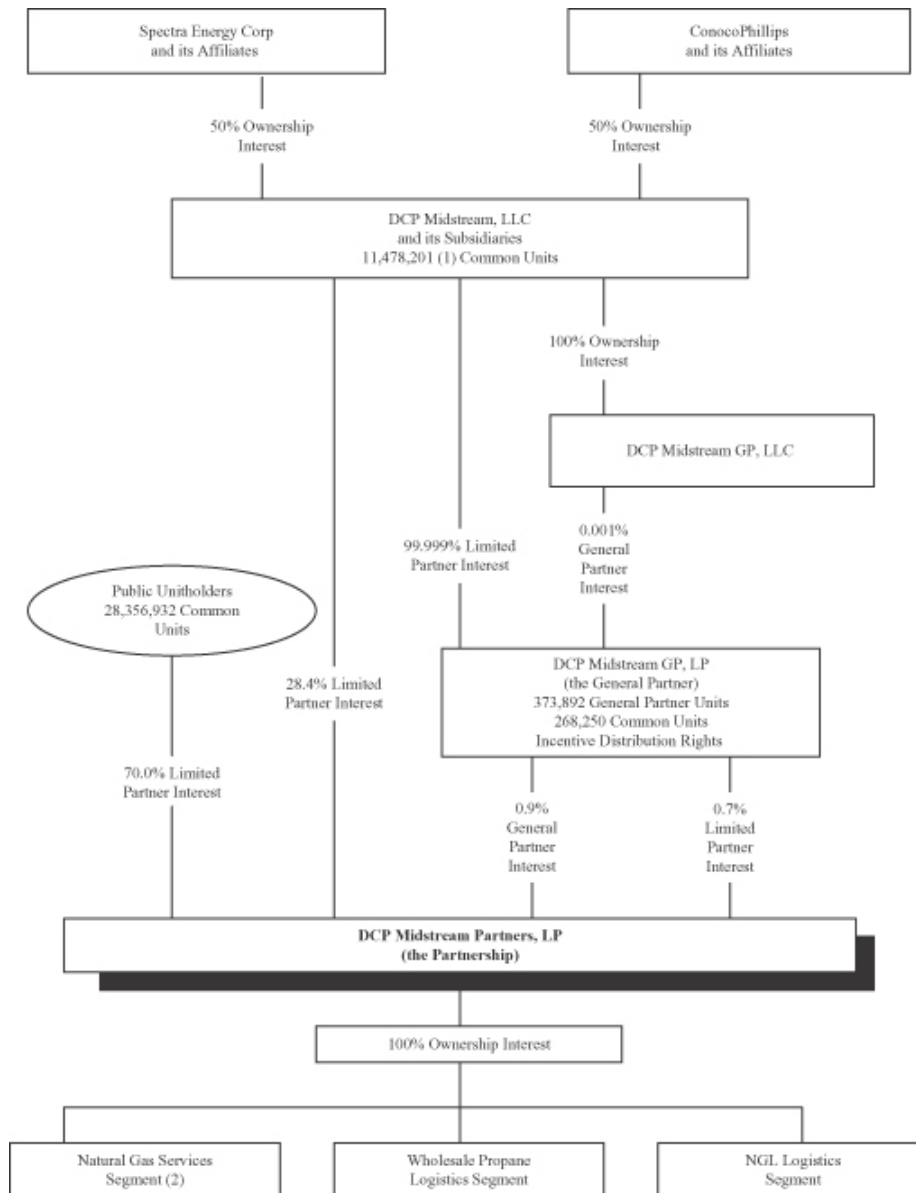 Spectra Energy Corp
and its Affiliates
ConocoPhillips
and its Affiliates
50% Ownership
Interest
50% Ownership
Interest
DCP Midstream, LLC
and its Subsidiaries
11,478,201 (1) Common Units
100% Ownership
Interest
DCP Midstream GP, LLC
99.999% Limited
Partner Interest
0.001%
General
Partner
Interest
Public Unitholders
28,356,932 Common
Units
28.4% Limited
Partner Interest
DCP Midstream GP, LP
(the General Partner)
373,892 General Partner Units
268,250 Common Units
Incentive Distribution Rights
70.0% Limited
Partner Interest
0.9%
General
Partner
Interest
0.7%
Limited
Partner
Interest
DCP Midstream Partners, LP
(the Partnership)
100% Ownership Interest
Natural Gas Services
Segment (2)
Wholesale Propane
Logistics Segment
NGL Logistics
Segment